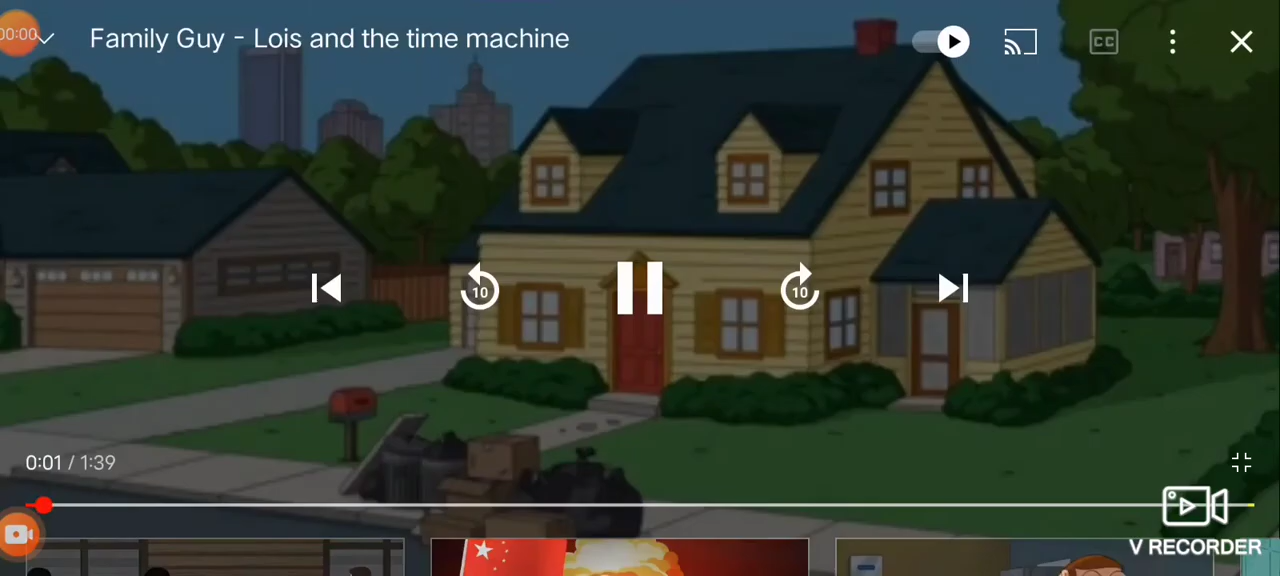 00:00
Family Guy - Lois and the time machine
CC
10
10
0:01 / 1:39
V RECORDER